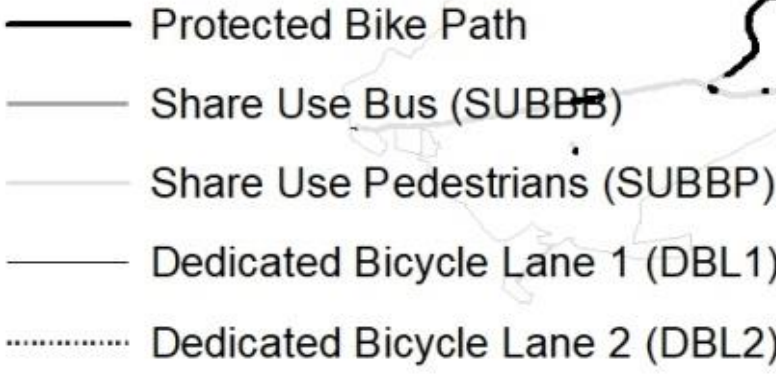 Protected Bike Path
Share Use Bus (SUBBB)
Share Use Pedestrians (SUBBP)
Dedicated Bicycle Lane 1 (DBL1)
Dedicated Bicycle Lane 2 (DBL2)